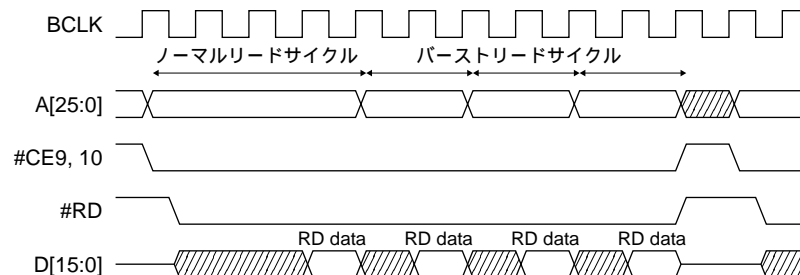 BCLK
ノーマルリードサイクル バーストリードサイクル
A[25:0]
#CE9, 10
#RD
RD data RD data RD data RD data
D[15:0]